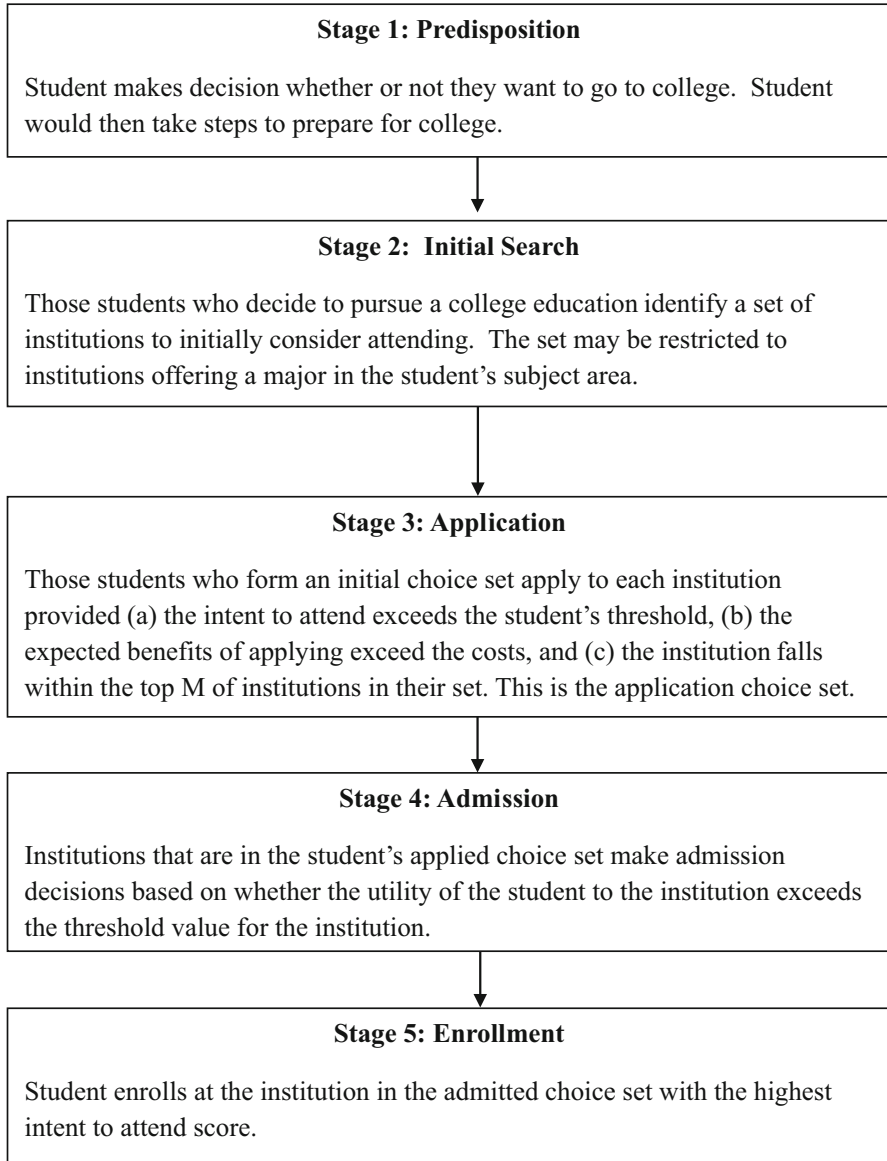 Stage 1: Predisposition
Student makes decision whether or not they want to go to college.  Student
would then take steps to prepare for college.
Stage 2:  Initial Search
Those students who decide to pursue a college education identify a set of
institutions to initially consider attending.  The set may be restricted to
institutions offering a major in the student’s subject area.
Stage 3: Application
Those students who form an initial choice set apply to each institution
provided (a) the intent to attend exceeds the student’s threshold, (b) the
expected benefits of applying exceed the costs, and (c) the institution falls
within the top M of institutions in their set. This is the application choice set.
Stage 4: Admission
Institutions that are in the student’s applied choice set make admission
decisions based on whether the utility of the student to the institution exceeds
the threshold value for the institution.
Stage 5: Enrollment
Student enrolls at the institution in the admitted choice set with the highest
intent to attend score.